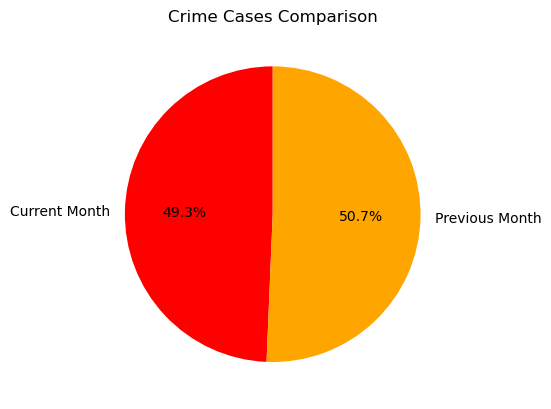 Crime Cases Comparison
Current Month
49.3%
50.7%
Previous Month